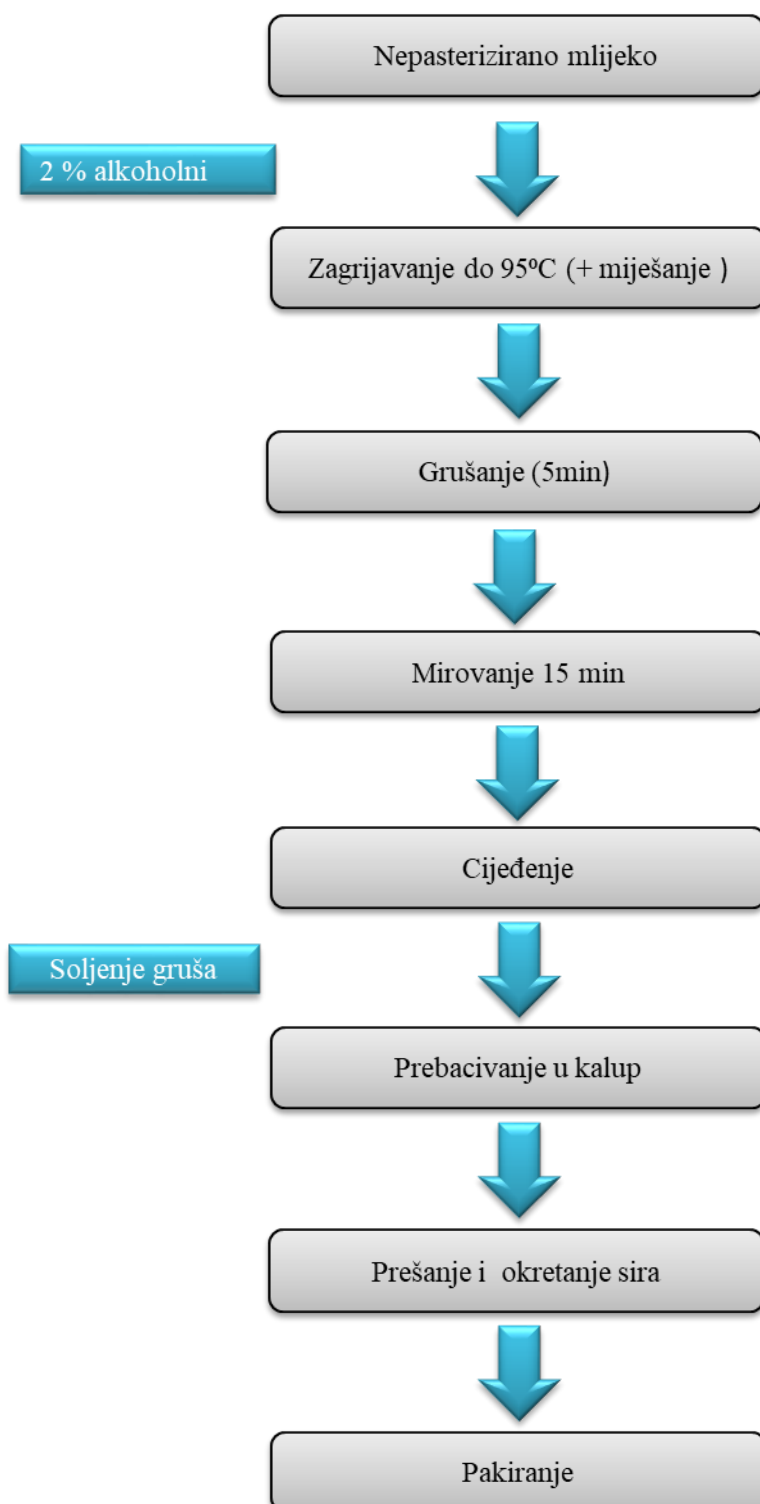 Nepasterizirano mlijeko
2 % alkoholni
Zagrijavanje do 95⁰C (+ miješanje )
Grušanje (5min)
Mirovanje 15 min
Cijeđenje
Soljenje gruša
Prebacivanje u kalup
Prešanje i okretanje sira
Pakiranje